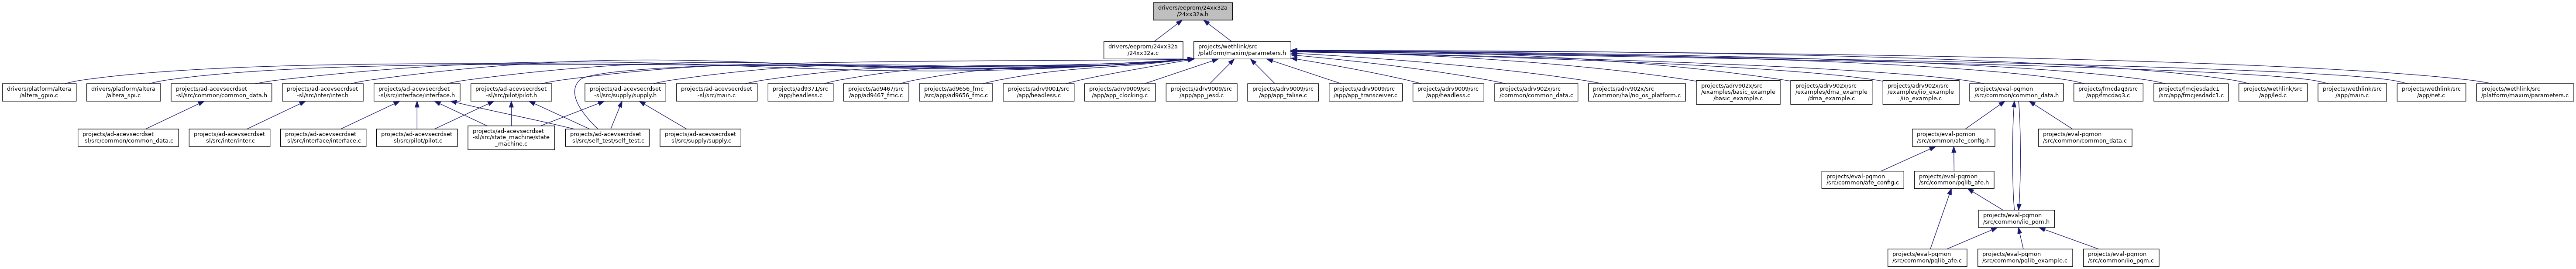 drivers/eeprom/24xx32a
/24xx32a.h
drivers/eeprom/24xx32a
/24xx32a.c
projects/wethlink/src
/platform/maxim/parameters.h
drivers/platform/altera
/altera_gpio.c
drivers/platform/altera
/altera_spi.c
projects/ad-acevsecrdset
-sl/src/common/common_data.h
projects/ad-acevsecrdset
-sl/src/inter/inter.h
projects/ad-acevsecrdset
-sl/src/interface/interface.h
projects/ad-acevsecrdset
-sl/src/pilot/pilot.h
projects/ad-acevsecrdset
-sl/src/supply/supply.h
projects/ad-acevsecrdset
-sl/src/main.c
projects/ad9371/src
/app/headless.c
projects/ad9467/src
/app/ad9467_fmc.c
projects/ad9656_fmc
/src/app/ad9656_fmc.c
projects/adrv9001/src
/app/headless.c
projects/adrv9009/src
/app/app_clocking.c
projects/adrv9009/src
/app/app_jesd.c
projects/adrv9009/src
/app/app_talise.c
projects/adrv9009/src
/app/app_transceiver.c
projects/adrv9009/src
/app/headless.c
projects/adrv902x/src
/common/common_data.c
projects/adrv902x/src
/common/hal/no_os_platform.c
projects/adrv902x/src
/examples/basic_example
/basic_example.c
projects/adrv902x/src
/examples/dma_example
/dma_example.c
projects/adrv902x/src
/examples/iio_example
/iio_example.c
projects/eval-pqmon
/src/common/common_data.h
projects/fmcdaq3/src
/app/fmcdaq3.c
projects/fmcjesdadc1
/src/app/fmcjesdadc1.c
projects/wethlink/src
/app/led.c
projects/wethlink/src
/app/main.c
projects/wethlink/src
/app/net.c
projects/wethlink/src
/platform/maxim/parameters.c
projects/ad-acevsecrdset
-sl/src/common/common_data.c
projects/ad-acevsecrdset
-sl/src/inter/inter.c
projects/ad-acevsecrdset
-sl/src/interface/interface.c
projects/ad-acevsecrdset
-sl/src/pilot/pilot.c
projects/ad-acevsecrdset
-sl/src/state_machine/state
_machine.c
projects/ad-acevsecrdset
-sl/src/self_test/self_test.c
projects/ad-acevsecrdset
-sl/src/supply/supply.c
projects/eval-pqmon
/src/common/afe_config.h
projects/eval-pqmon
/src/common/common_data.c
projects/eval-pqmon
/src/common/afe_config.c
projects/eval-pqmon
/src/common/pqlib_afe.h
projects/eval-pqmon
/src/common/iio_pqm.h
projects/eval-pqmon
/src/common/pqlib_afe.c
projects/eval-pqmon
/src/common/pqlib_example.c
projects/eval-pqmon
/src/common/iio_pqm.c